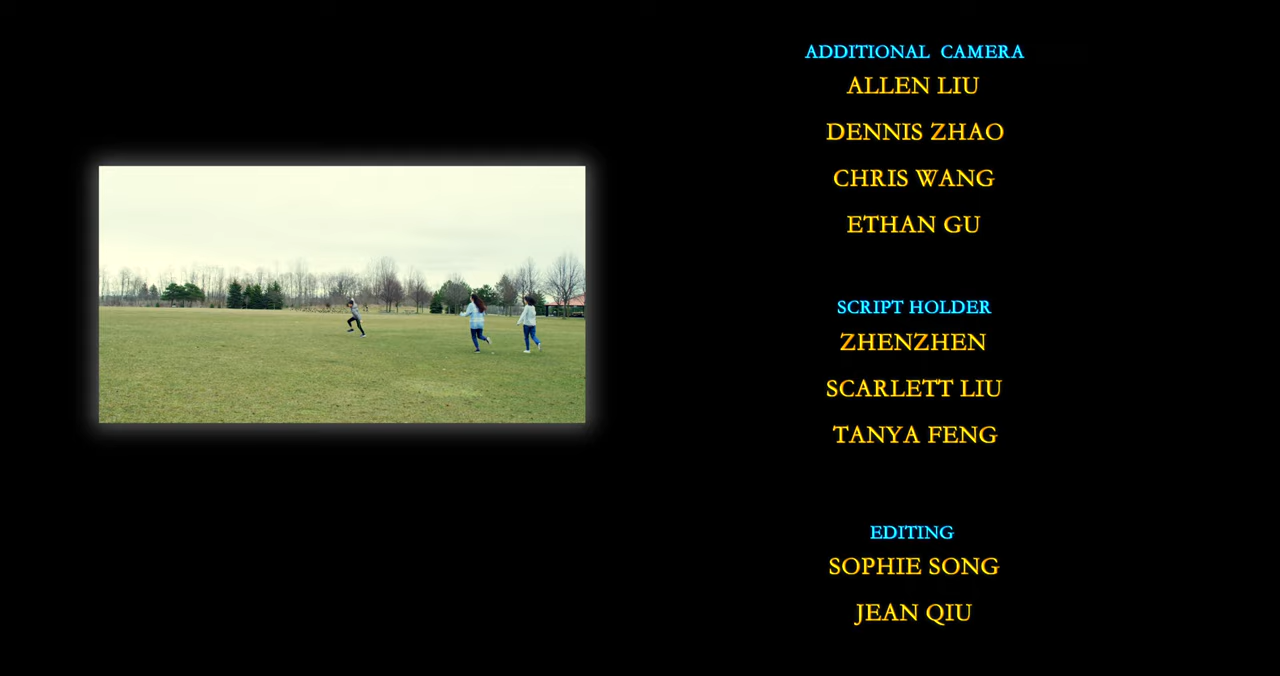 ADDITIONAL CAMERA
ALLEN LIU
DENNIS ZHAO
CHRIS WANG
ETHAN GU
SCRIPT HOLDER
ZHENZHEN
SCARLETT LIU
TANYA FENG
EDITING
SOPHIE SONG
JEAN QIU